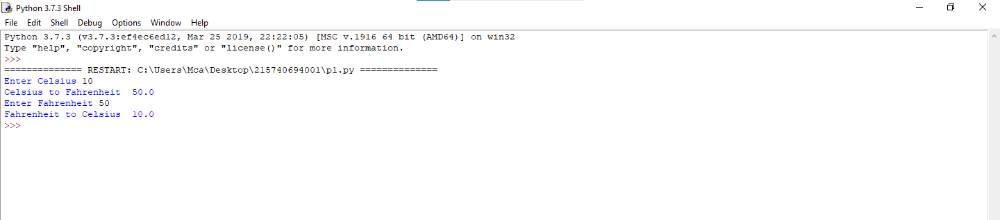 Python 3.7.3 Shell
File Edit Shell Debug Options Window Help
Python 3.7.3 (v3.7.3:ef4ec6ed12, Mar 25 2019, 22:22:05) [MSC v.1916 64 bit (AMD64)] on win32
Type "help", "copyright", "credits" or "license()" for more information.
>>>
============== RESTART: C:\Users\Mca\Desktop\215740694001\p1.py ==============
Enter Celsius 10
Celsius to Fahrenheit  50.0
Enter Fahrenheit 50
Fahrenheit to Celsius  10.0
>>>